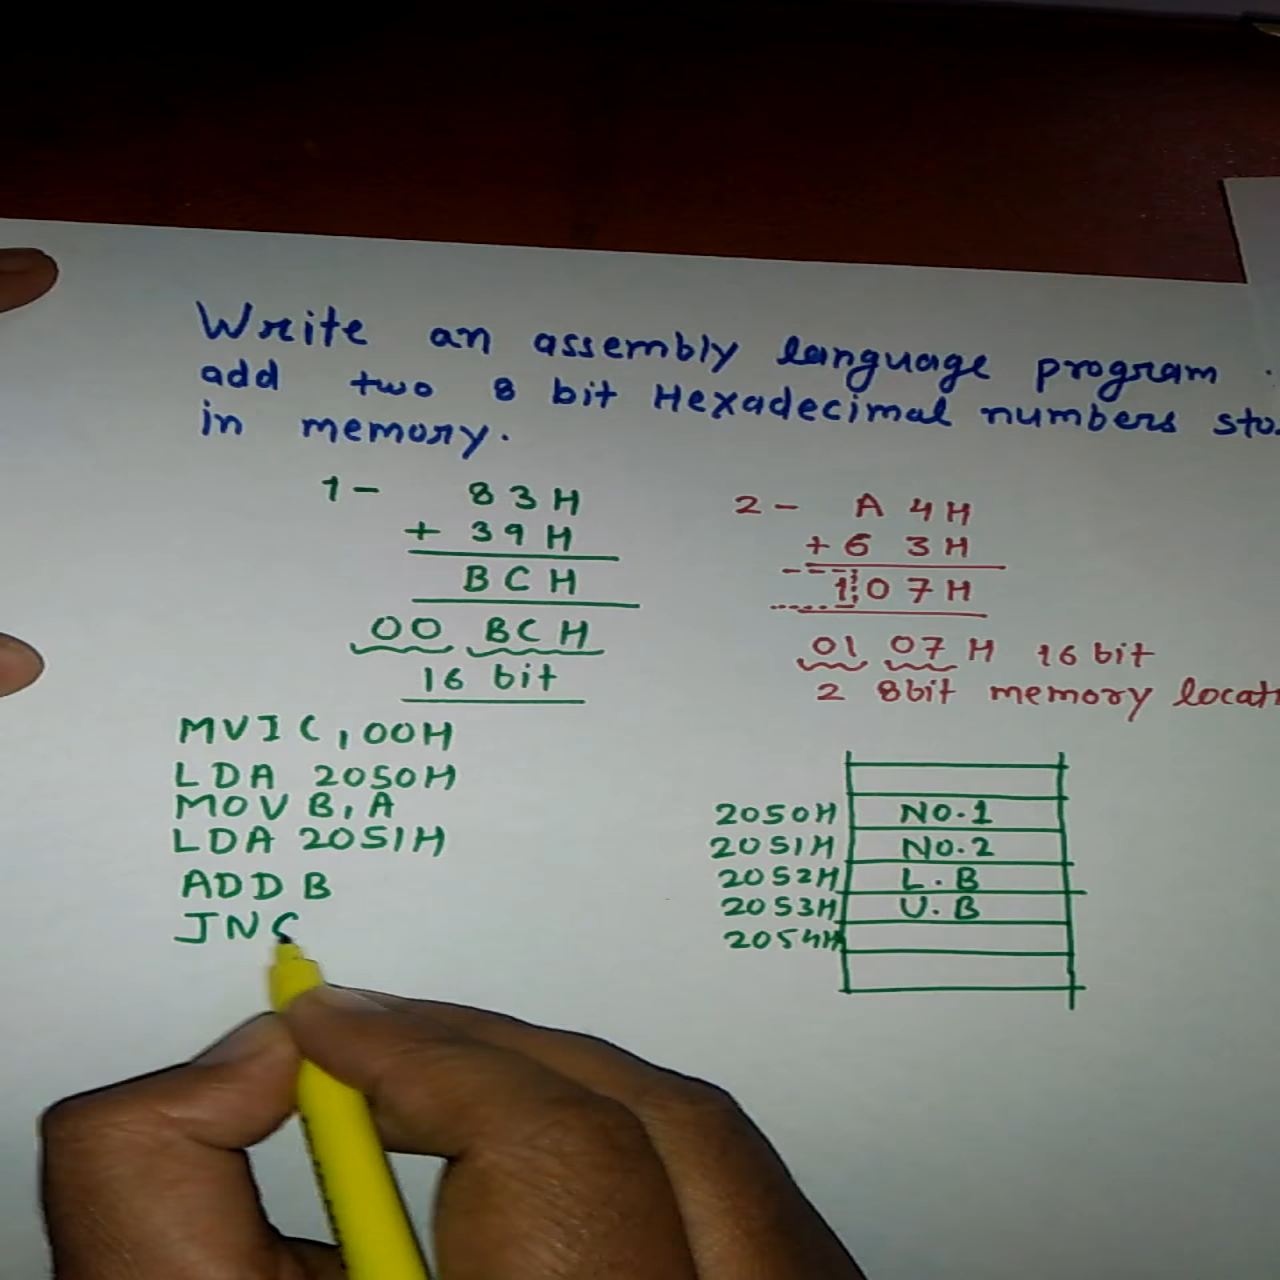 Write an assembly language program
add two 8 bit Hexadecimal numbers
in memory.
1- 83H
+ 39H
BCH
00 BCH
16 bit
2- A4H
+63H
107H
01 07 H 16 bit
2 8bit memory
MVI C, 00H
LDA 2050H
MOV B, A
LDA 2051H
ADD B
JNC
2050H NO.1
2051H NO.2
2052H L.B
2053H U.B
2054H